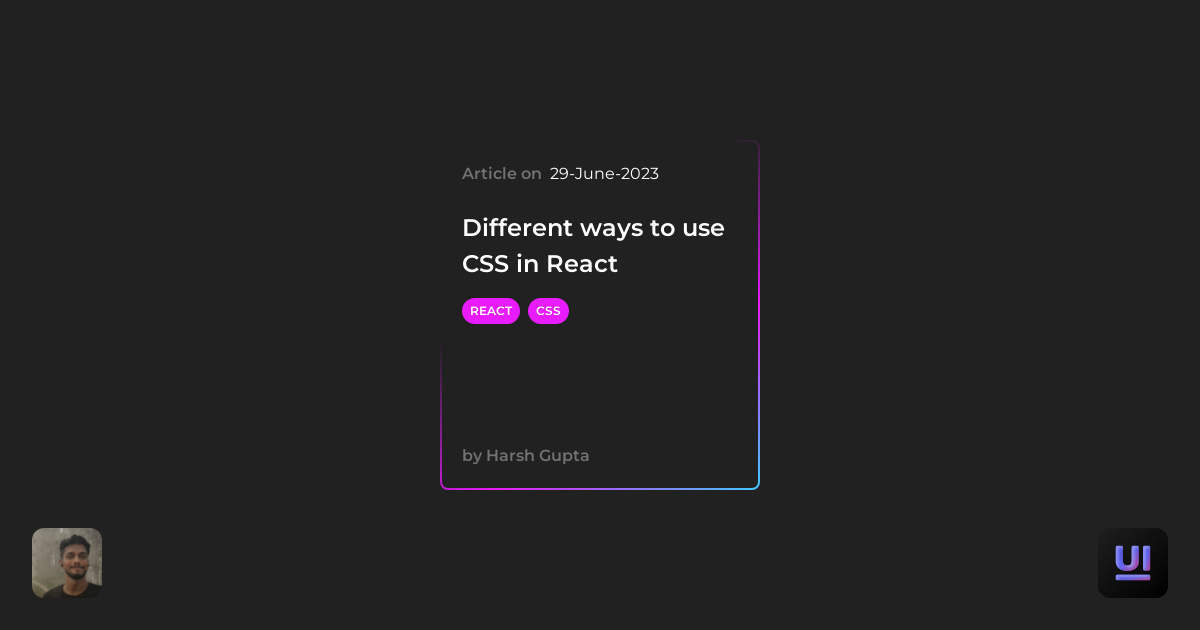 Article on 29-June-2023
Different ways to use
CSS in React
REACT CSS
by Harsh Gupta
UI